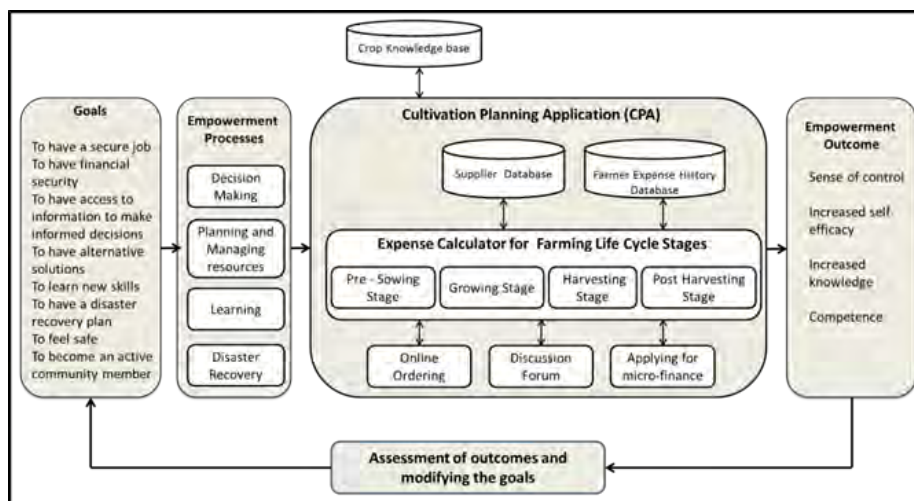 Crop Knowledge base
Goals
To have a secure job
To have financial
security
To have access to
information to make
informed decisions
To have alternative
solutions
To learn new skills
To have a disaster
recovery plan
To feel safe
To become an active
community member
Empowerment
Processes
Decision
Making
Planning and
Managing
resources
Learning
Disaster
Recovery
Cultivation Planning Application (CPA)
Supplier Database
Farmer Expense History
Database
Expense Calculator for Farming Life Cycle Stages
Pre - Sowing
Stage
Growing Stage
Harvesting
Stage
Post Harvesting
Stage
Online
Ordering
Discussion
Forum
Applying for
micro-finance
Empowerment
Outcome
Sense of control
Increased self
efficacy
Increased
knowledge
Competence
Assessment of outcomes and
modifying the goals